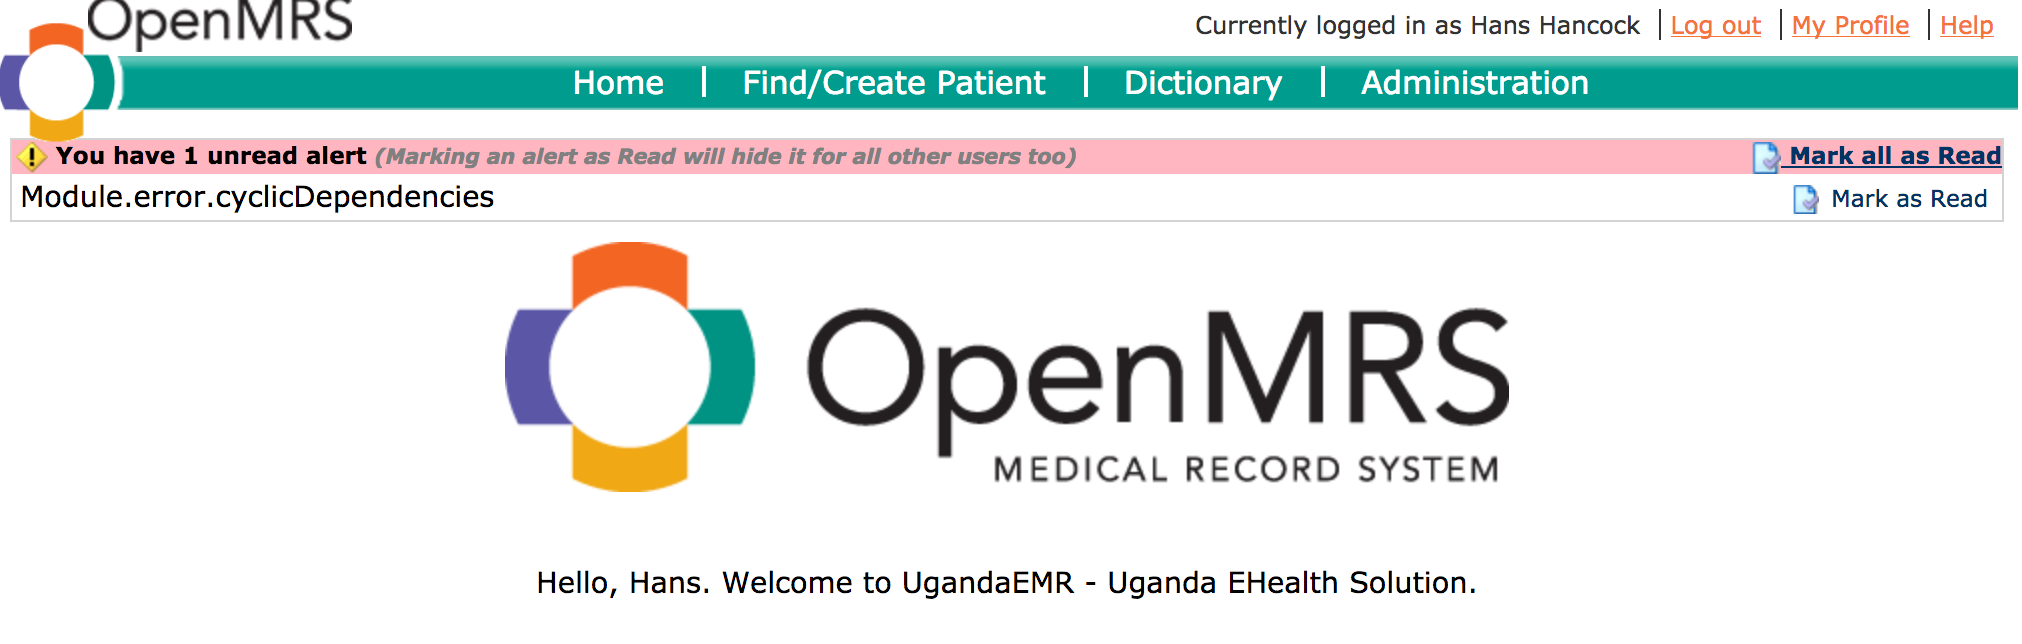 OpenMRS
Currently logged in as Hans Hancock | Log out | My Profile | Help
Home | Find/Create Patient | Dictionary | Administration
You have 1 unread alert (Marking an alert as Read will hide it for all other users too) Mark all as Read
Module.error.cyclicDependencies Mark as Read
OpenMRS
MEDICAL RECORD SYSTEM
Hello, Hans. Welcome to UgandaEMR - Uganda EHealth Solution.